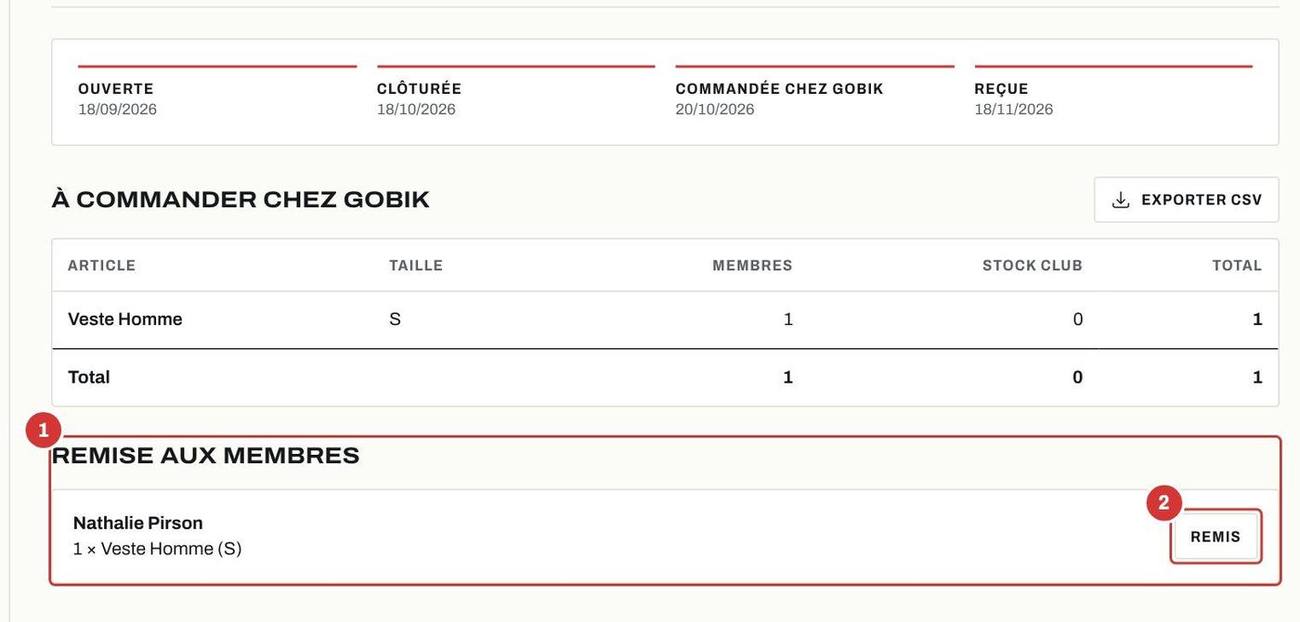 OUVERTE CLÔTURÉE COMMANDÉE CHEZ GOBIK REÇUE
18/09/2026 18/10/2026 20/10/2026 18/11/2026
À COMMANDER CHEZ GOBIK EXPORTER CSV
ARTICLE TAILLE MEMBRES STOCK CLUB TOTAL
Veste Homme S 1 0 1
Total 1 0 1
1
REMISE AUX MEMBRES
2
Nathalie Pirson
REMIS
1 × Veste Homme (S)